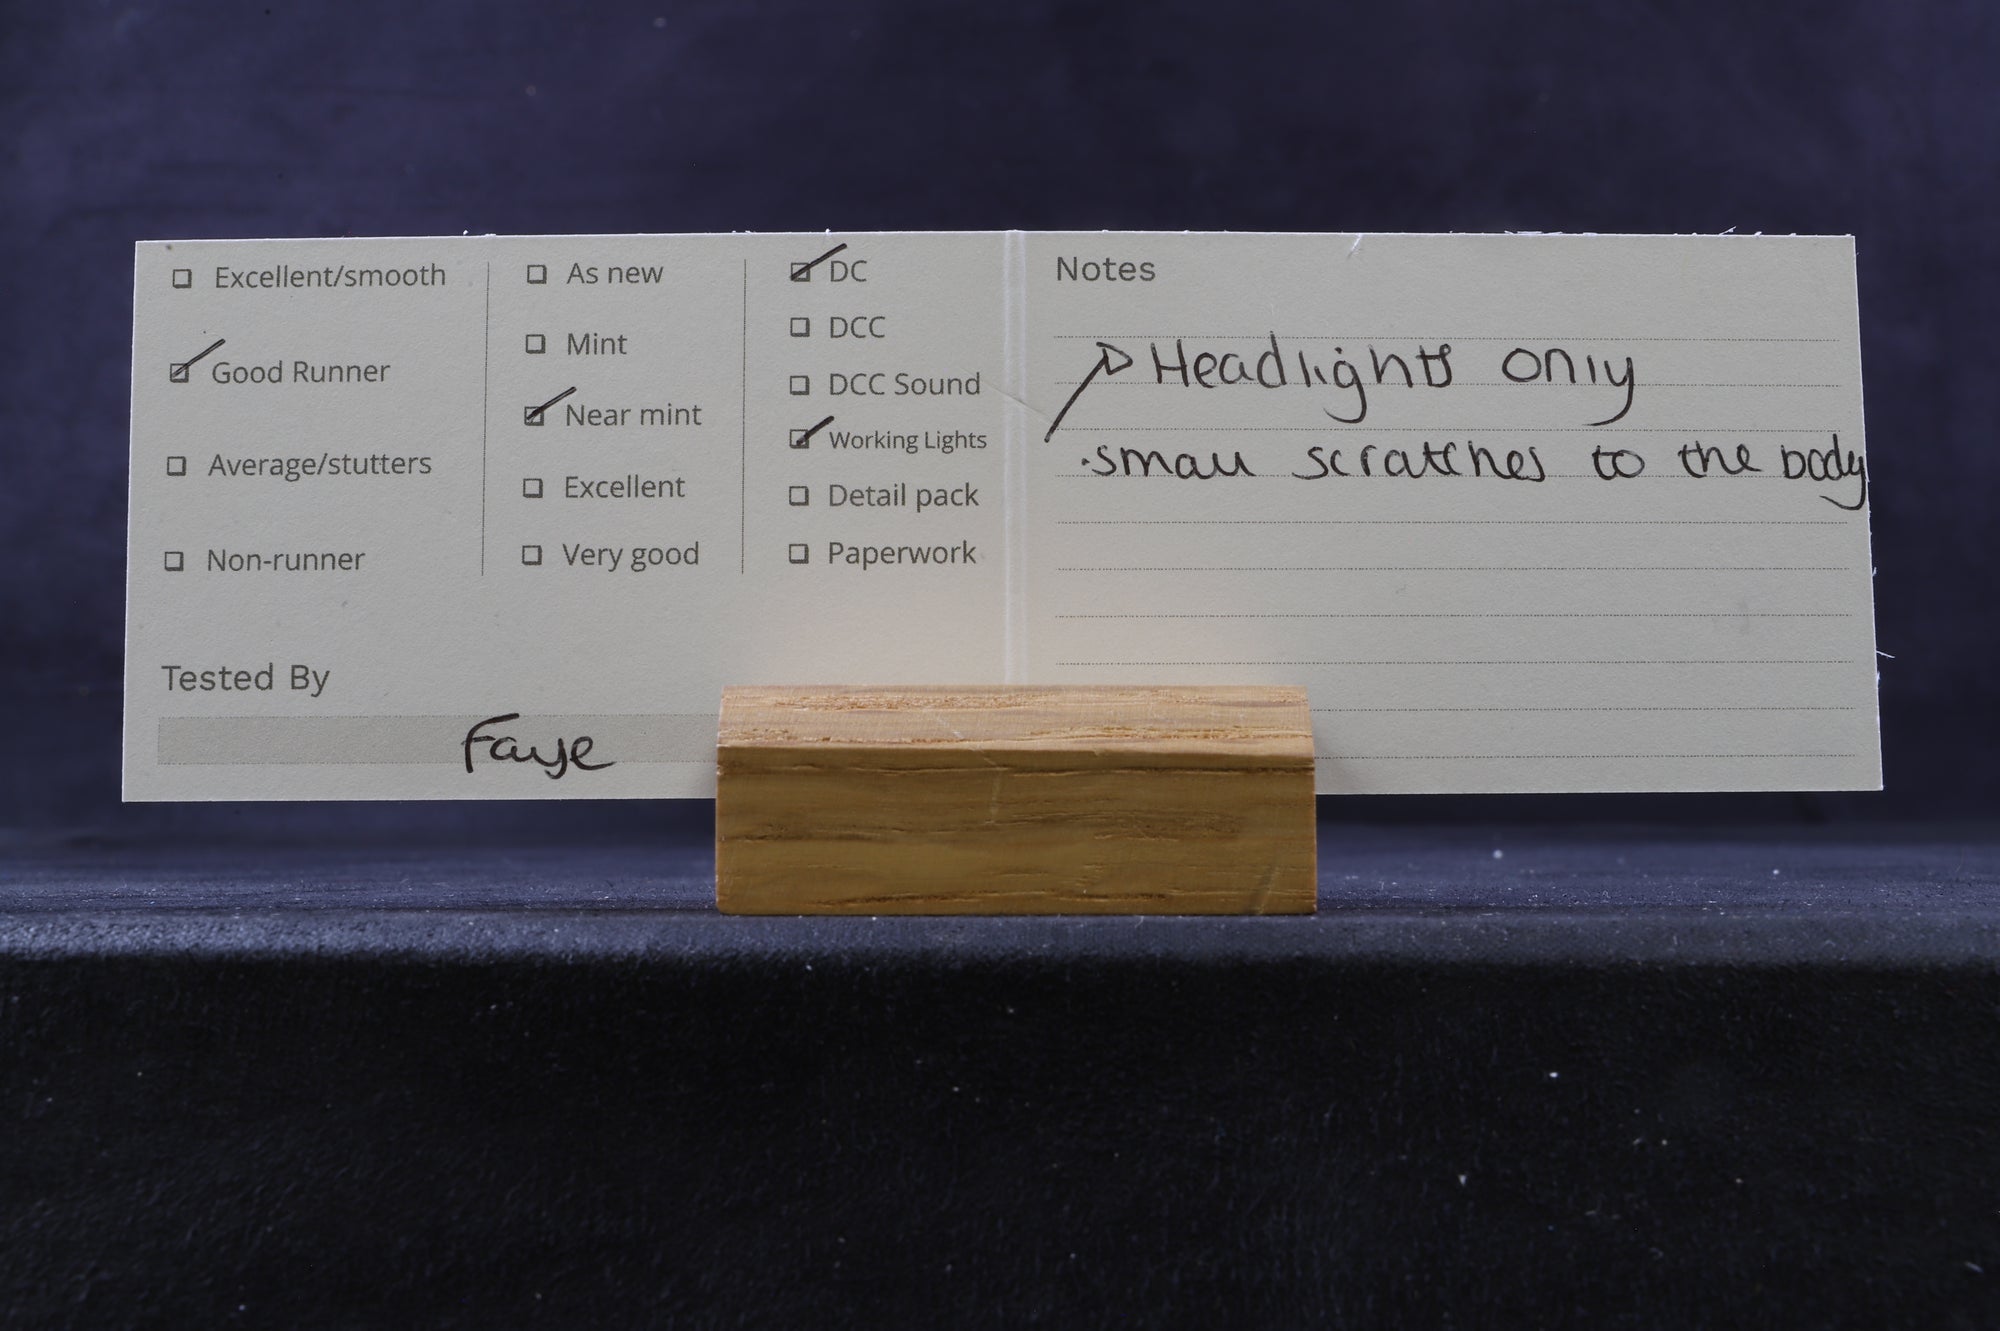 ☐ Excellent/smooth
☑ Good Runner
☐ Average/stutters
☐ Non-runner
☐ As new
☐ Mint
☑ Near mint
☐ Excellent
☐ Very good
☑ DC
☐ DCC
☐ DCC Sound
☑ Working Lights
☐ Detail pack
☐ Paperwork
Tested By
Faye
Notes
Headlights only
·small scratches to the body